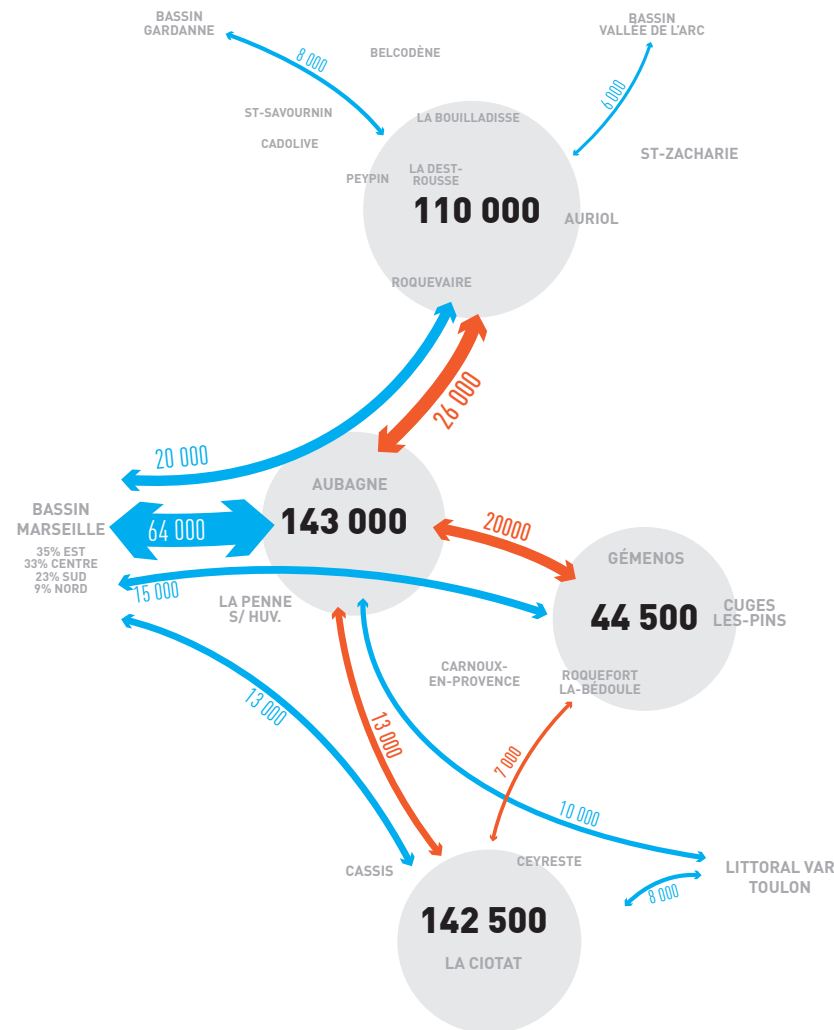 BASSIN
GARDANNE
BASSIN
VALLÉE DE L'ARC
8 000
BELCODÈNE
6 000
ST-SAVOURNIN
LA BOUILLADISSE
CADOLIVE
ST-ZACHARIE
PEYPIN
LA DEST-
ROUSSE
110 000
AURIOL
ROQUEVAIRE
26 000
20 000
AUBAGNE
143 000
BASSIN
MARSEILLE
64 000
35% EST
33% CENTRE
23% SUD
9% NORD
20000
GÉMENOS
44 500
CUGES
LES-PINS
15 000
LA PENNE
S/ HUV.
CARNOUX-
EN-PROVENCE
ROQUEFORT
LA-BÉDOULE
13 000
13 000
7 000
10 000
CASSIS
CEYRESTE
LITTORAL VAR
TOULON
8 000
142 500
LA CIOTAT